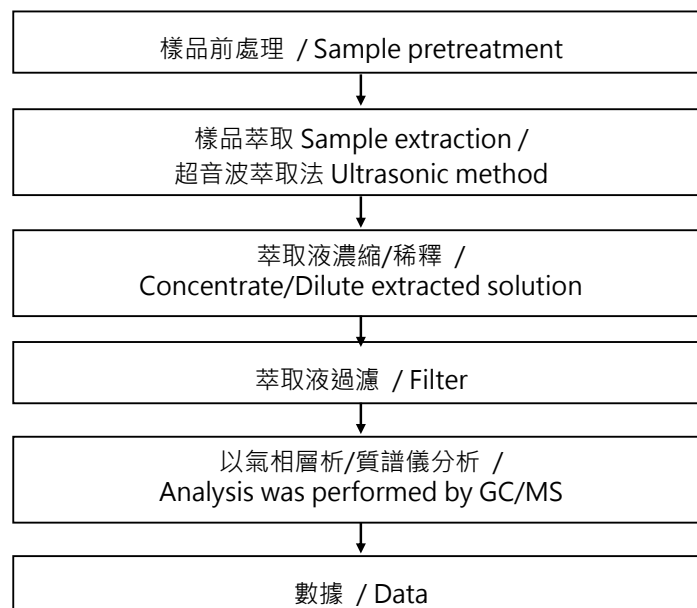 樣品前處理 / Sample pretreatment
樣品萃取 Sample extraction /
超音波萃取法 Ultrasonic method
萃取液濃縮/稀釋 /
Concentrate/Dilute extracted solution
萃取液過濾 / Filter
以氣相層析/質譜儀分析 /
Analysis was performed by GC/MS
數據 / Data